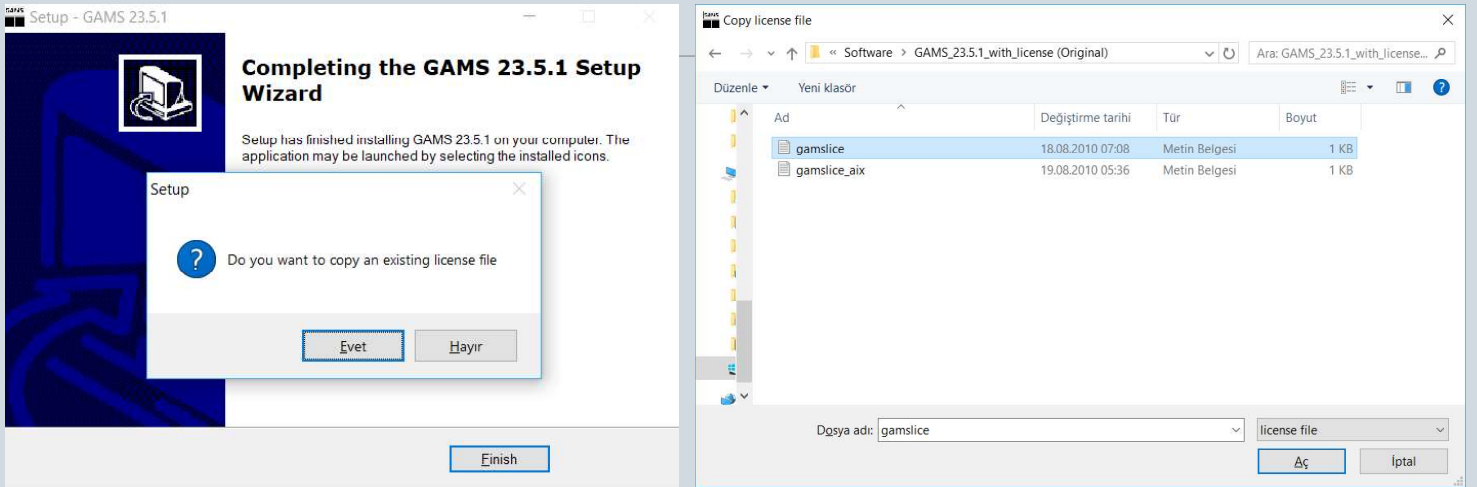 GAMS
Setup - GAMS 23.5.1
Completing the GAMS 23.5.1 Setup
Wizard
Setup has finished installing GAMS 23.5.1 on your computer. The
application may be launched by selecting the installed icons.
Setup
?
Do you want to copy an existing license file
Evet
Hayır
Finish
GAMS
Copy license file
« Software > GAMS_23.5.1_with_license (Original)
Ara: GAMS_23.5.1_with_license...
Düzenle
Yeni klasör
?
Ad
Değiştirme tarihi
Tür
Boyut
gamslice
18.08.2010 07:08
Metin Belgesi
1 KB
gamslice_aix
19.08.2010 05:36
Metin Belgesi
1 KB
Dosya adı:
gamslice
license file
Aç
İptal